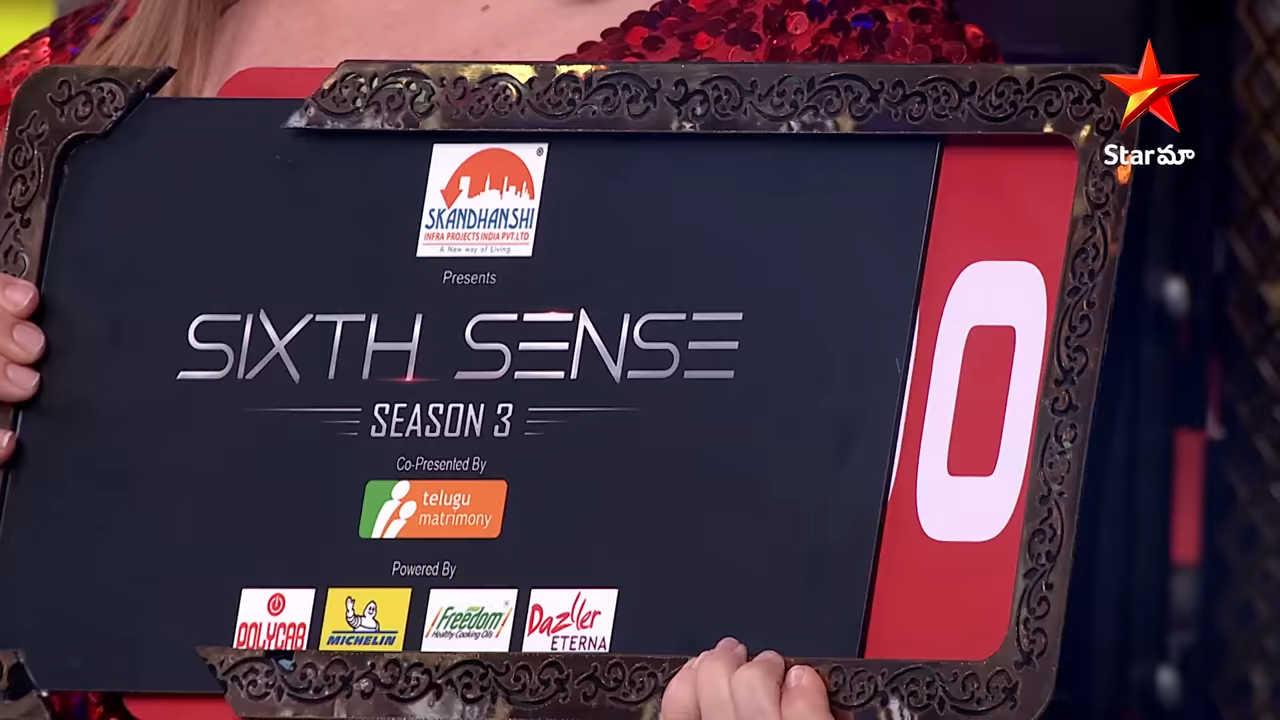 Starమా
SKANDHANSHI
INFRA PROJECTS INDIA PVT.LTD
A New way of Living
Presents
SIXTH SENSE
SEASON 3
0
Co-Presented By
telugu
matrimony
Powered By
POLYCAB
MICHELIN
Freedom
Healthy Cooking Oils
Dazller
ETERNA